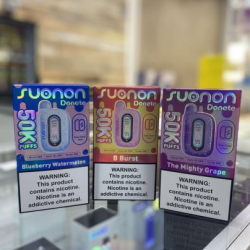 SUONON
Donete
50K
PUFFS
Blueberry Watermelon
WARNING:
This product
contains nicotine.
Nicotine is an
addictive chemical.
SUONON
Donete
50K
PUFFS
B Burst
WARNING:
This product
contains nicotine.
Nicotine is an
addictive chemical.
SUONON
Donete
50K
PUFFS
The Mighty Grape
WARNING:
This product
contains nicotine.
Nicotine is an
addictive chemical.